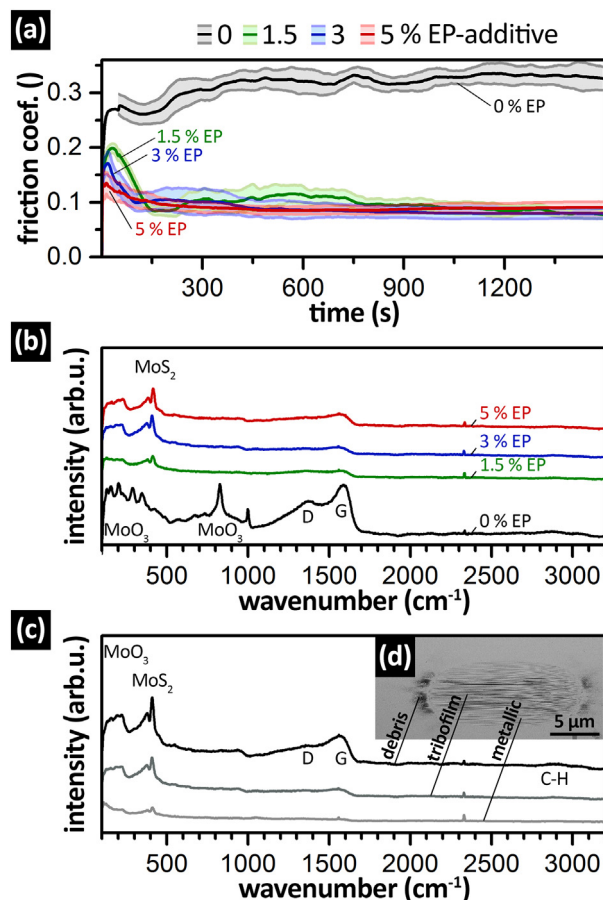 (a)
0 1.5 3 5 % EP-additive
friction coef. ()
0.3
0.2
0.1
0.0
0 % EP
1.5 % EP
3 % EP
5 % EP
300 600 900 1200
time (s)
(b)
intensity (arb.u.)
MoS2
5 % EP
3 % EP
1.5 % EP
0 % EP
MoO3 MoO3 D G
500 1000 1500 2000 2500 3000
wavenumber (cm-1)
(c)
intensity (arb.u.)
MoO3
MoS2
D G
C-H
(d)
debris
tribofilm
metallic
5 µm
500 1000 1500 2000 2500 3000
wavenumber (cm-1)